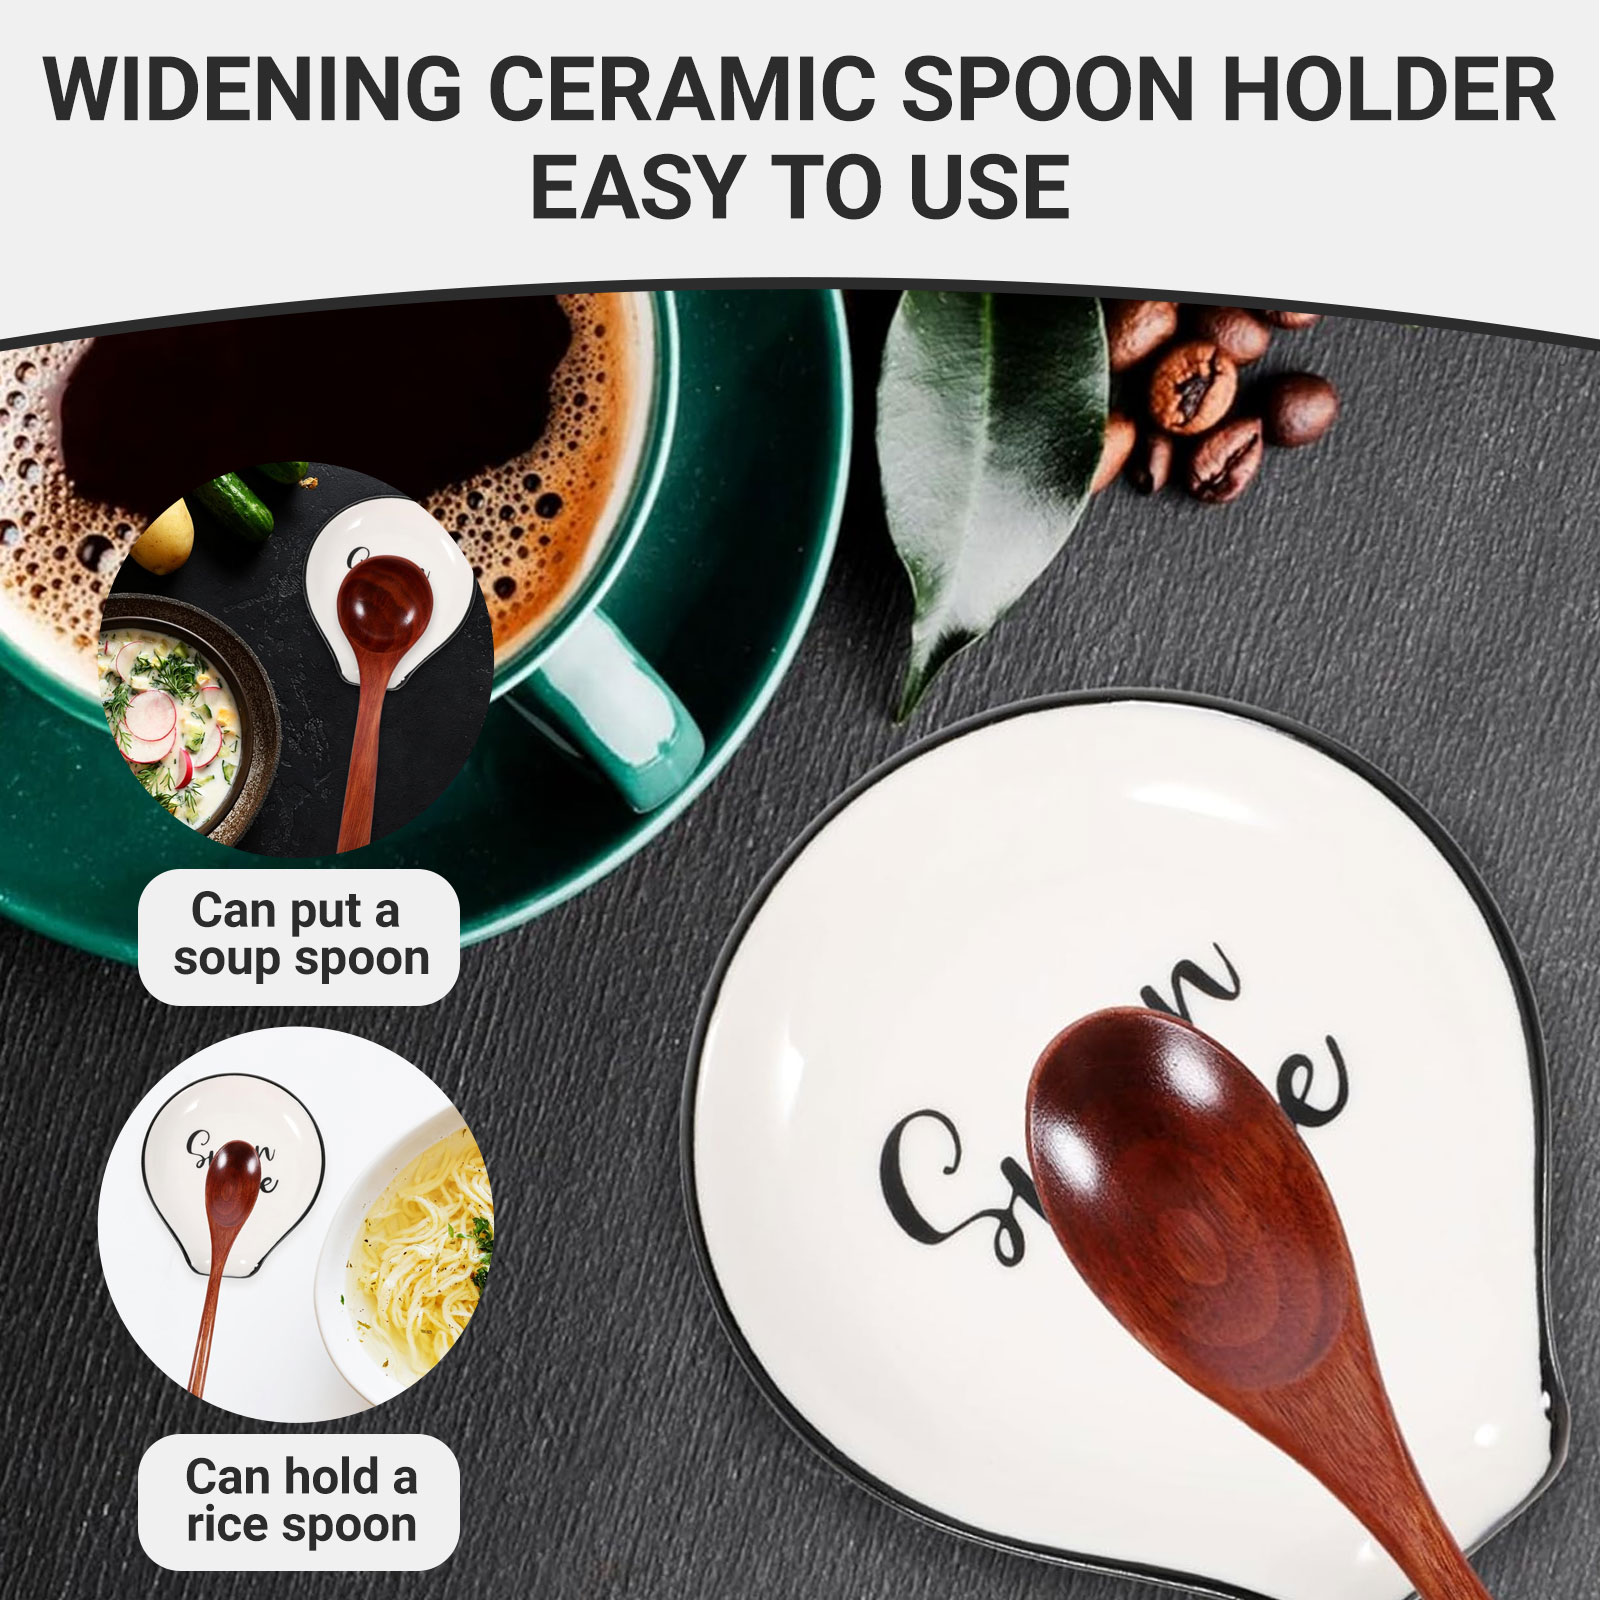 WIDENING CERAMIC SPOON HOLDER
EASY TO USE
Can put a
soup spoon
Can hold a
rice spoon